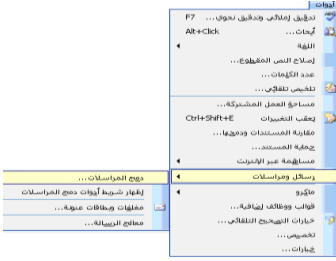 أدوات
تدقيق إملائي وتدقيق نحوي... F7
أبحاث... Alt+Click
اللغة
إصلاح النص المقطوع...
عدد الكلمات...
تلخيص تلقائي...
مساحة العمل المشتركة...
تعقب التغييرات Ctrl+Shift+E
مقارنة المستندات ودمجها...
حماية المستند...
مساهمة عبر الإنترنت
رسائل ومراسلات
دمج المراسلات...
إظهار شريط أدوات دمج المراسلات
مغلفات وبطاقات عنونة...
معالج الرسالة...
ماكرو
قوالب ووظائف إضافية...
خيارات التصحيح التلقائي...
تخصيص...
خيارات...